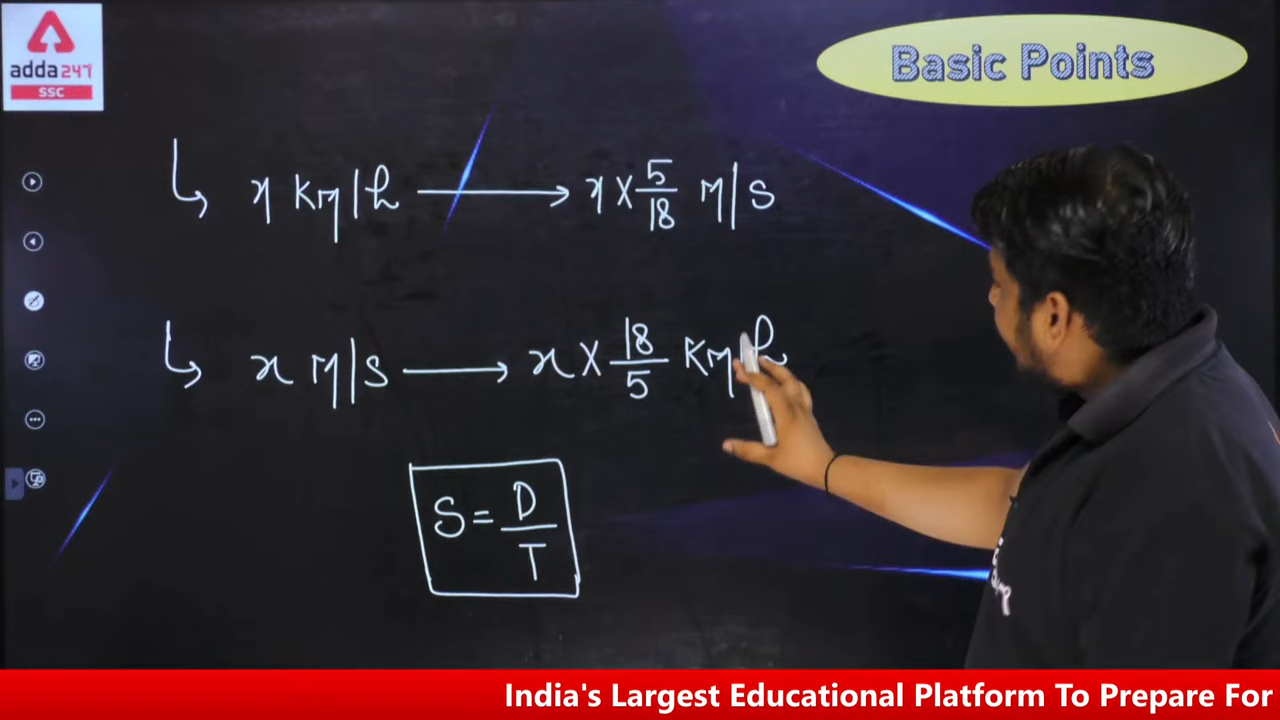 adda247
SSC
Basic Points
x Km/h → x × 5/18 m/s
x m/s → x × 18/5 Km/h
S = D/T
India's Largest Educational Platform To Prepare For